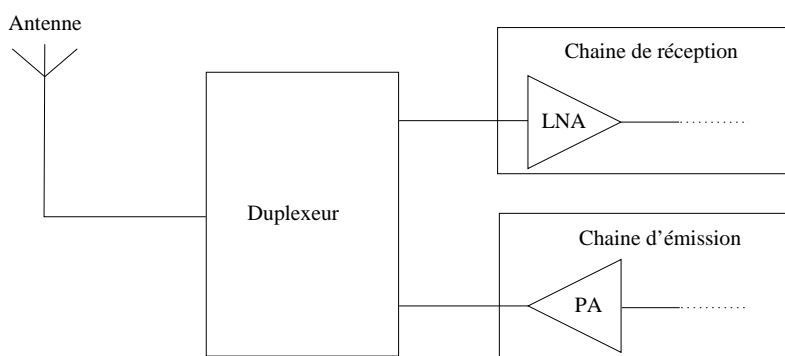 Antenne
Chaine de réception
LNA
Duplexeur
Chaine d'émission
PA